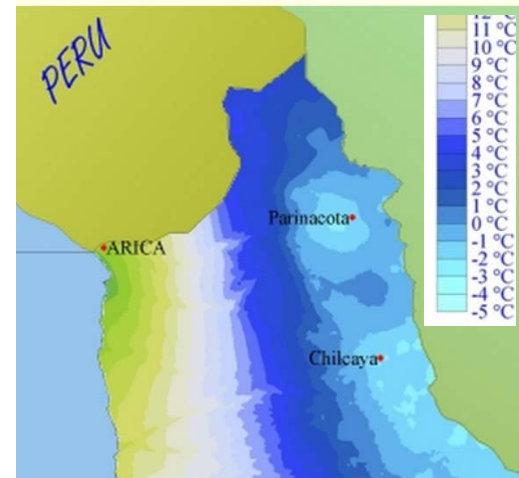 PERU
ARICA
Parinacota
Chilcaya
12 °C
11 °C
10 °C
9 °C
8 °C
7 °C
6 °C
5 °C
4 °C
3 °C
2 °C
1 °C
0 °C
-1 °C
-2 °C
-3 °C
-4 °C
-5 °C